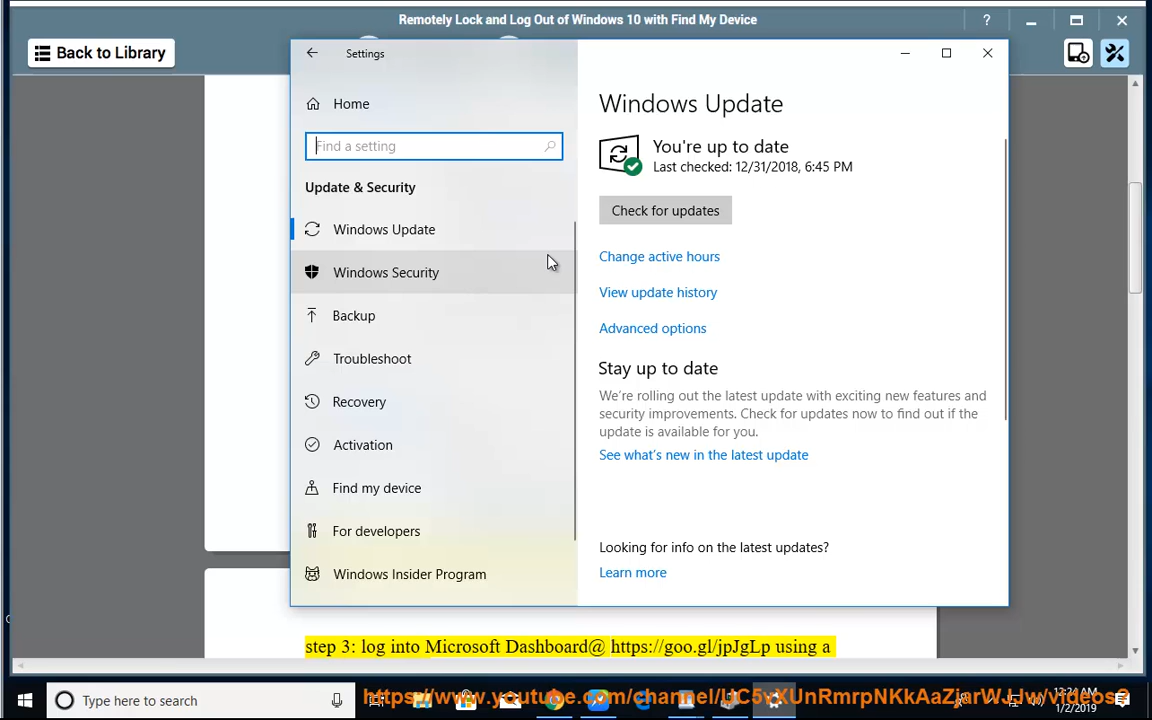 Remotely Lock and Log Out of Windows 10 with Find My Device
Back to Library
Settings
Home
Find a setting
Update & Security
Windows Update
Windows Security
Backup
Troubleshoot
Recovery
Activation
Find my device
For developers
Windows Insider Program
Windows Update
You're up to date
Last checked: 12/31/2018, 6:45 PM
Check for updates
Change active hours
View update history
Advanced options
Stay up to date
We're rolling out the latest update with exciting new features and
security improvements. Check for updates now to find out if the
update is available for you.
See what's new in the latest update
Looking for info on the latest updates?
Learn more
step 3: log into Microsoft Dashboard@ https://goo.gl/jpJgLp using a
Type here to search
1/2/2019